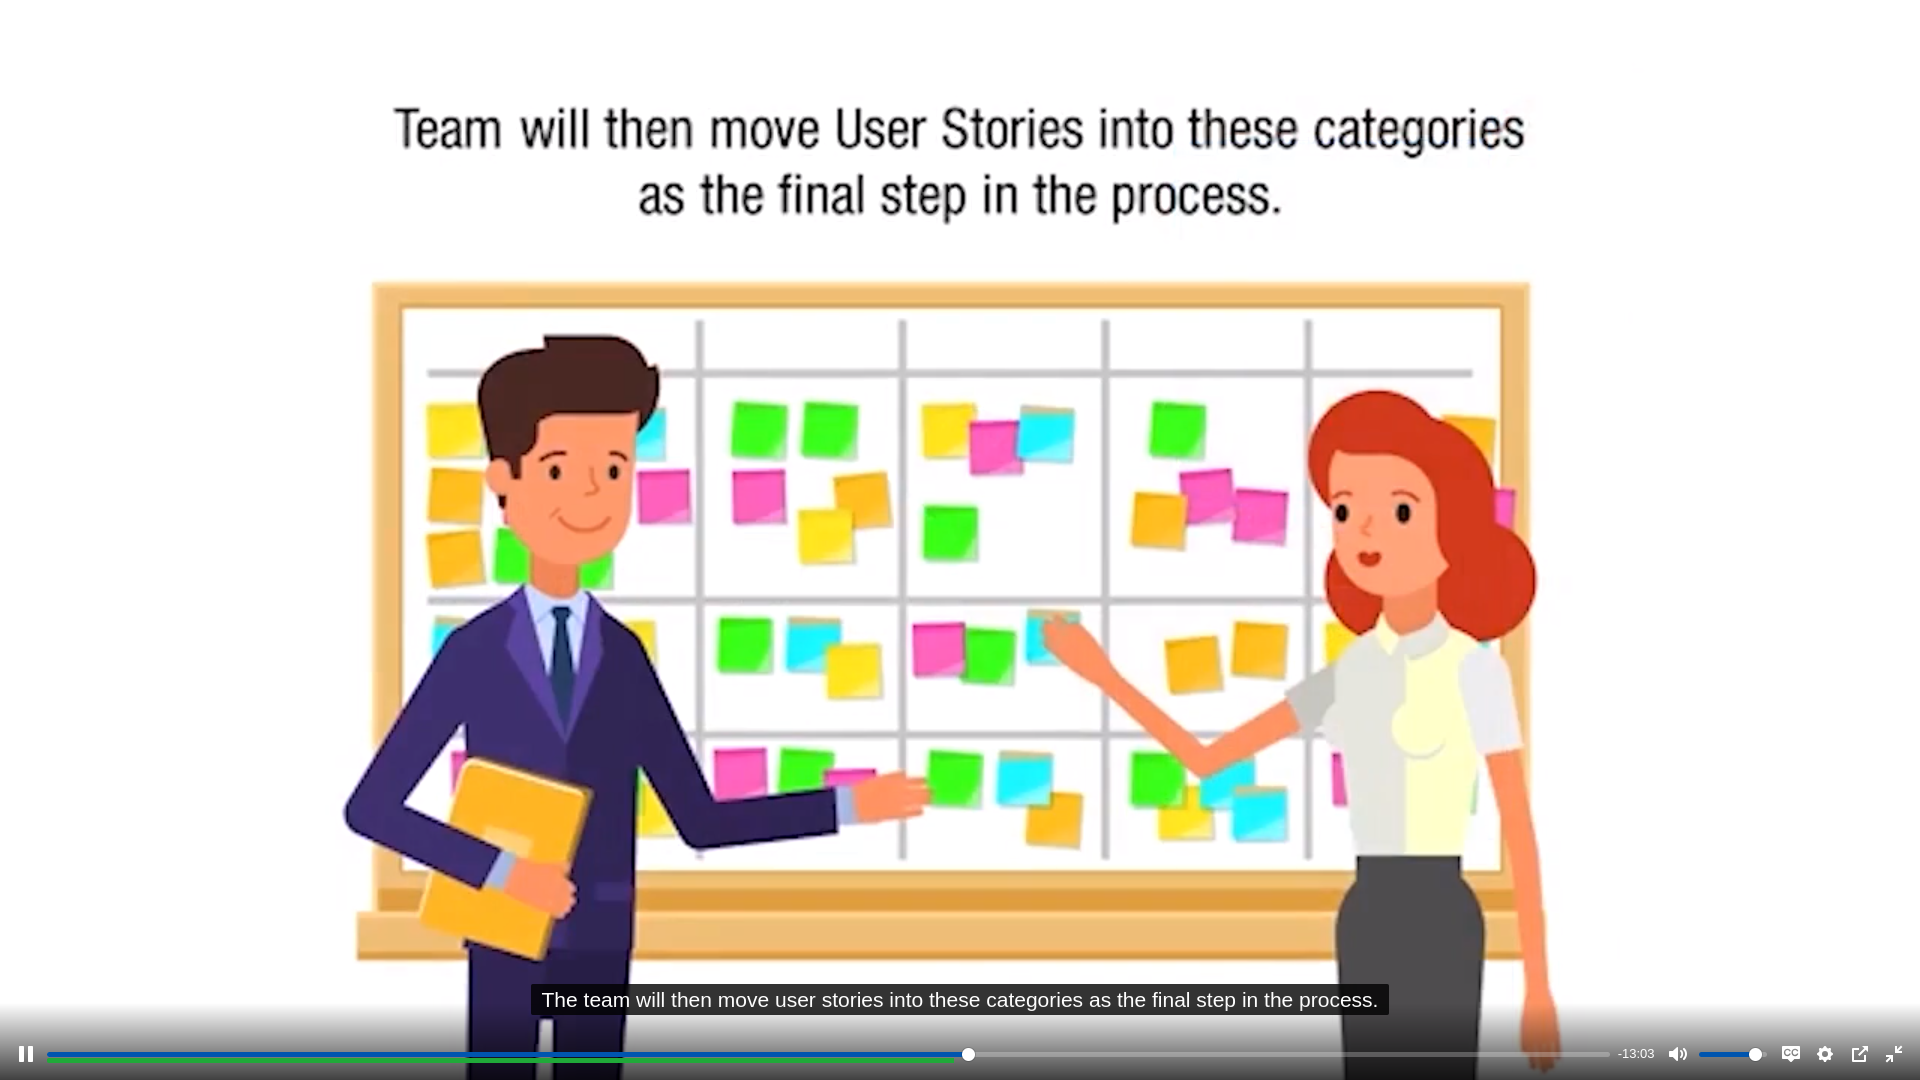 Team will then move User Stories into these categories
as the final step in the process.
The team will then move user stories into these categories as the final step in the process.
-13:03
CC